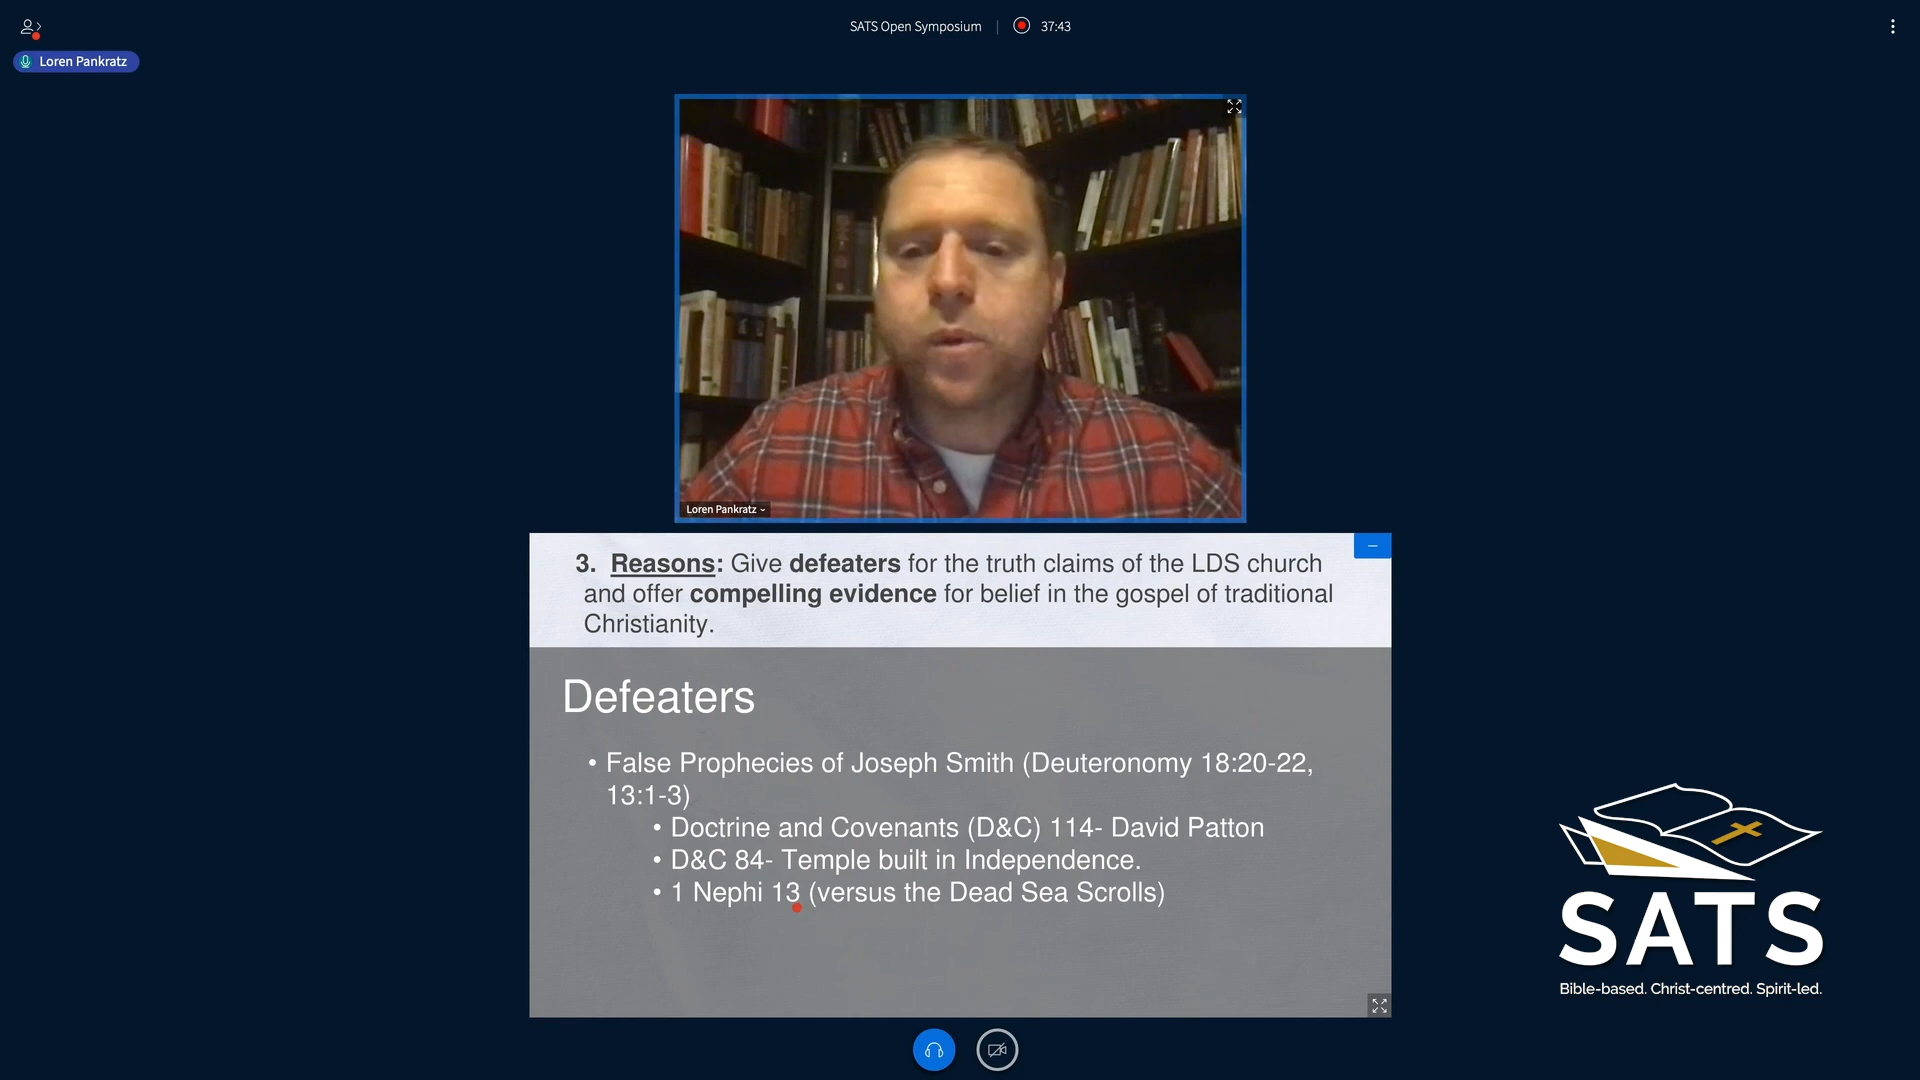 SATS Open Symposium
37:43
Loren Pankratz
Loren Pankratz
3. Reasons: Give defeaters for the truth claims of the LDS church
and offer compelling evidence for belief in the gospel of traditional
Christianity.
Defeaters
• False Prophecies of Joseph Smith (Deuteronomy 18:20-22,
13:1-3)
• Doctrine and Covenants (D&C) 114- David Patton
• D&C 84- Temple built in Independence.
• 1 Nephi 13 (versus the Dead Sea Scrolls)
SATS
Bible-based. Christ-centred. Spirit-led.